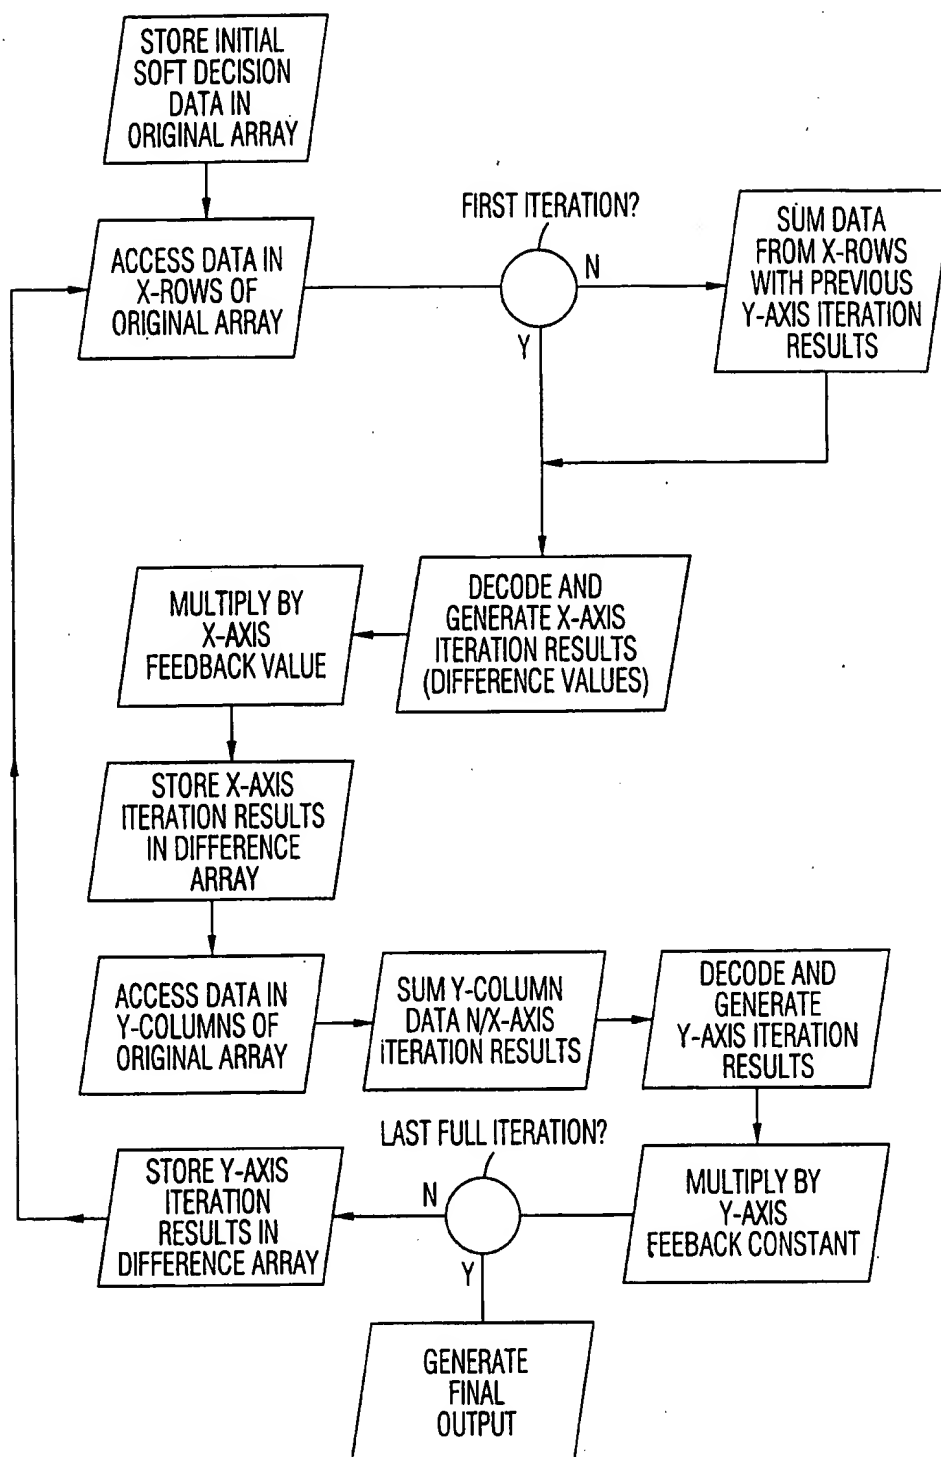 STORE INITIAL
SOFT DECISION
DATA IN
ORIGINAL ARRAY
FIRST ITERATION?
ACCESS DATA IN
X-ROWS OF
ORIGINAL ARRAY
N
Y
SUM DATA
FROM X-ROWS
WITH PREVIOUS
Y-AXIS ITERATION
RESULTS
DECODE AND
GENERATE X-AXIS
ITERATION RESULTS
(DIFFERENCE VALUES)
MULTIPLY BY
X-AXIS
FEEDBACK VALUE
STORE X-AXIS
ITERATION RESULTS
IN DIFFERENCE
ARRAY
ACCESS DATA IN
Y-COLUMNS OF
ORIGINAL ARRAY
SUM Y-COLUMN
DATA N/X-AXIS
ITERATION RESULTS
DECODE AND
GENERATE
Y-AXIS ITERATION
RESULTS
MULTIPLY BY
Y-AXIS
FEEBACK CONSTANT
LAST FULL ITERATION?
N
Y
STORE Y-AXIS
ITERATION
RESULTS IN
DIFFERENCE ARRAY
GENERATE
FINAL
OUTPUT